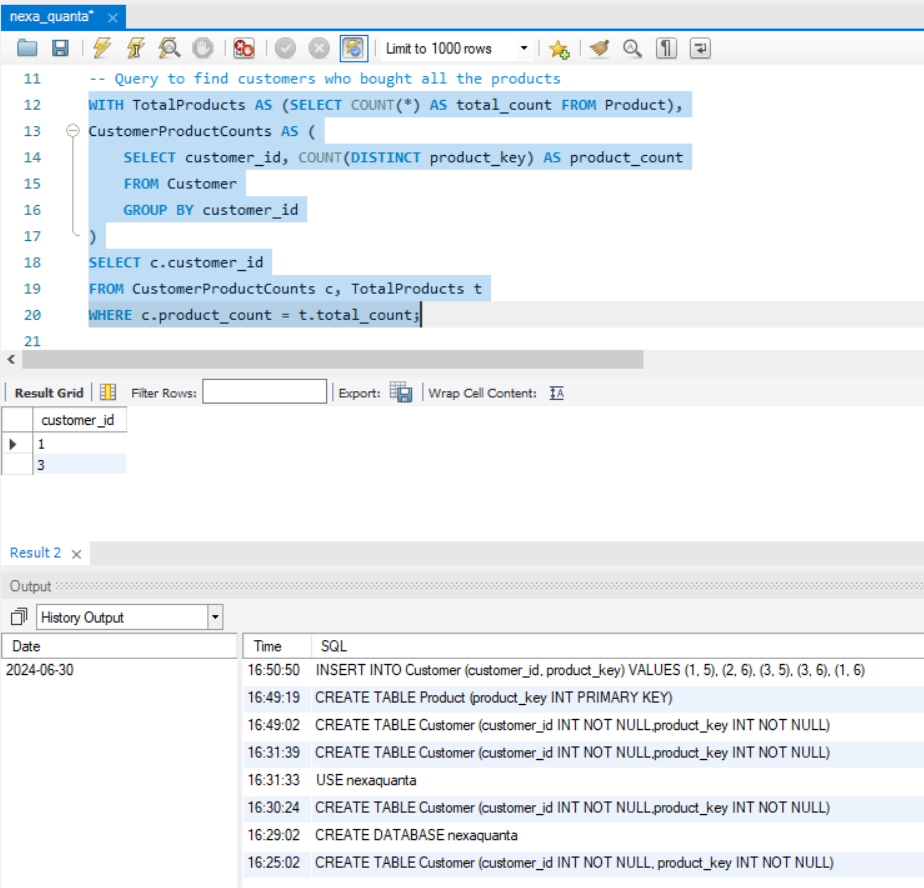 nexa_quanta* ×
Limit to 1000 rows
11 -- Query to find customers who bought all the products
12 WITH TotalProducts AS (SELECT COUNT(*) AS total_count FROM Product),
13 CustomerProductCounts AS (
14 SELECT customer_id, COUNT(DISTINCT product_key) AS product_count
15 FROM Customer
16 GROUP BY customer_id
17 )
18 SELECT c.customer_id
19 FROM CustomerProductCounts c, TotalProducts t
20 WHERE c.product_count = t.total_count;
21
Result Grid Filter Rows: Export: Wrap Cell Content: IA
customer_id
1
3
Result 2 ×
Output
History Output
Date Time SQL
2024-06-30 16:50:50 INSERT INTO Customer (customer_id, product_key) VALUES (1, 5), (2, 6), (3, 5), (3, 6), (1, 6)
16:49:19 CREATE TABLE Product (product_key INT PRIMARY KEY)
16:49:02 CREATE TABLE Customer (customer_id INT NOT NULL,product_key INT NOT NULL)
16:31:39 CREATE TABLE Customer (customer_id INT NOT NULL,product_key INT NOT NULL)
16:31:33 USE nexaquanta
16:30:24 CREATE TABLE Customer (customer_id INT NOT NULL,product_key INT NOT NULL)
16:29:02 CREATE DATABASE nexaquanta
16:25:02 CREATE TABLE Customer (customer_id INT NOT NULL, product_key INT NOT NULL)